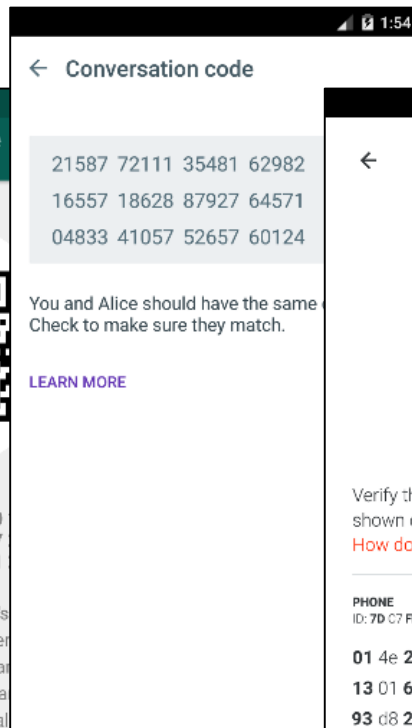 1:54
Conversation code
21587 72111 35481 62982
16557 18628 87927 64571
04833 41057 52657 60124
You and Alice should have the same
Check to make sure they match.
LEARN MORE
Verify
shown
How
PHONE
ID: 7D C7
01 4e
13 01
93 d8